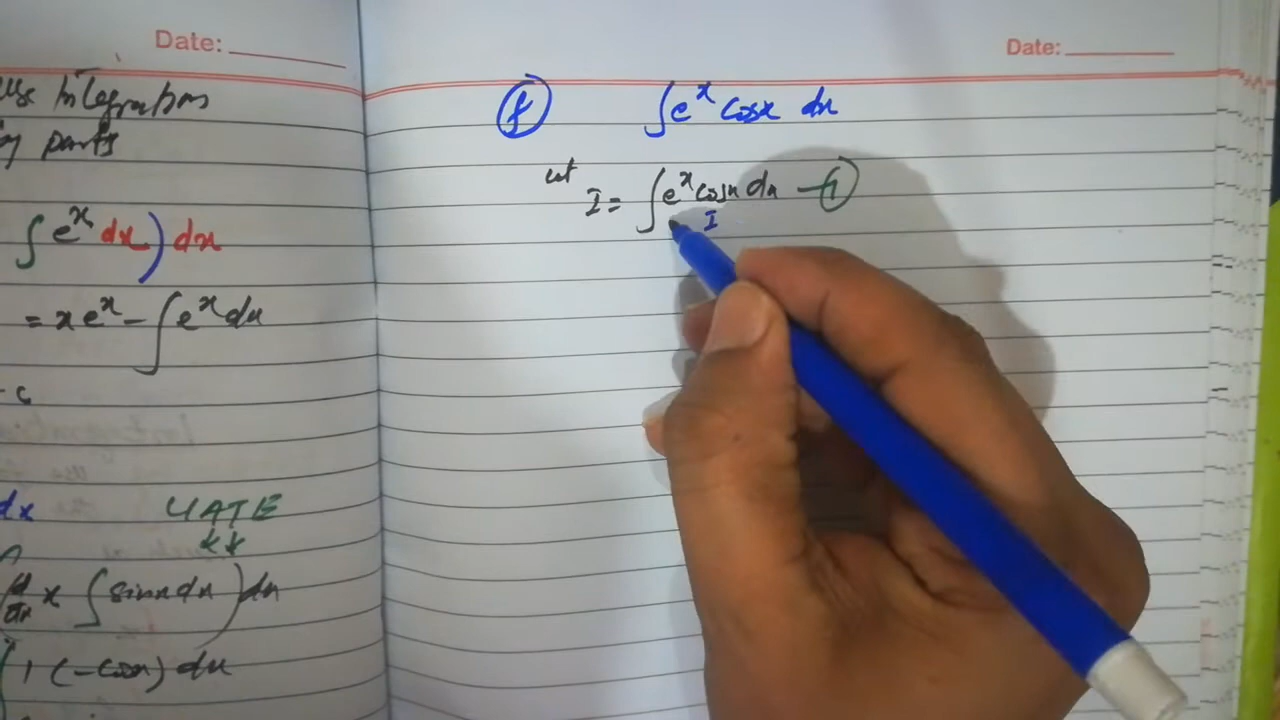 Date:
Integration
by parts
∫ e^x dx) dx
= x e^x - ∫ e^x dx
- c
dx LIATE
d/dx x ∫ sinx dx) dx
1 (-cosx) dx
Date:
(f) ∫ e^x cosx dx
Let I = ∫ e^x cosx dx - (1)
I